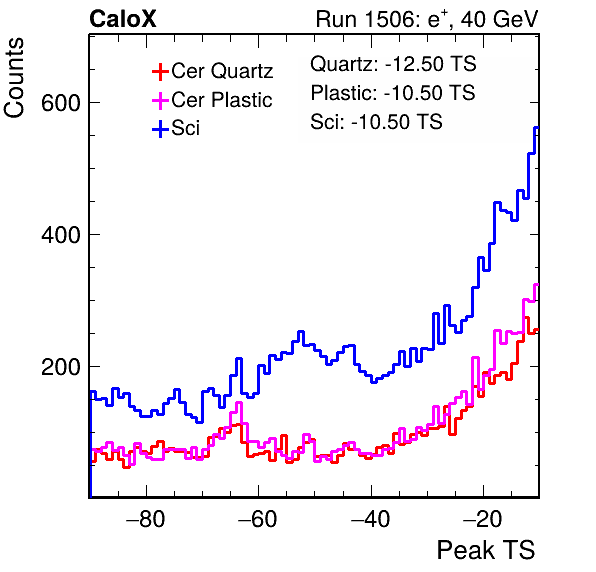 CaloX
Run 1506: e⁺, 40 GeV
Counts
Cer Quartz
Cer Plastic
Sci
Quartz: -12.50 TS
Plastic: -10.50 TS
Sci: -10.50 TS
600
400
200
−80
−60
−40
−20
Peak TS